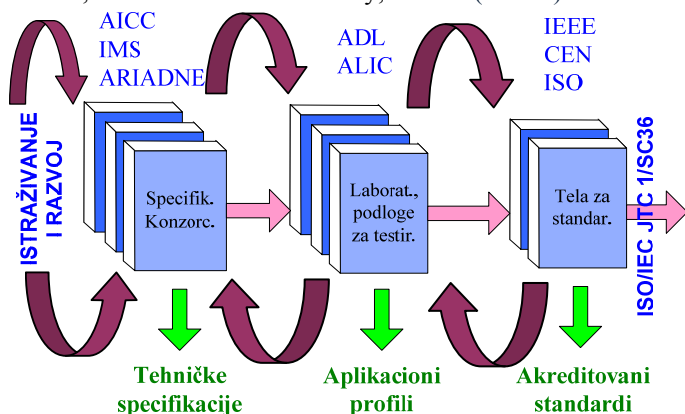 AICC
IMS
ARIADNE
ADL
ALIC
IEEE
CEN
ISO
ISTRAŽIVANJE
I RAZVOJ
Specifik.
Konzorc.
Laborat.,
podloge
za testir.
Tela za
standar.
ISO/IEC JTC 1/SC36
Tehničke
specifikacije
Aplikacioni
profili
Akreditovani
standardi